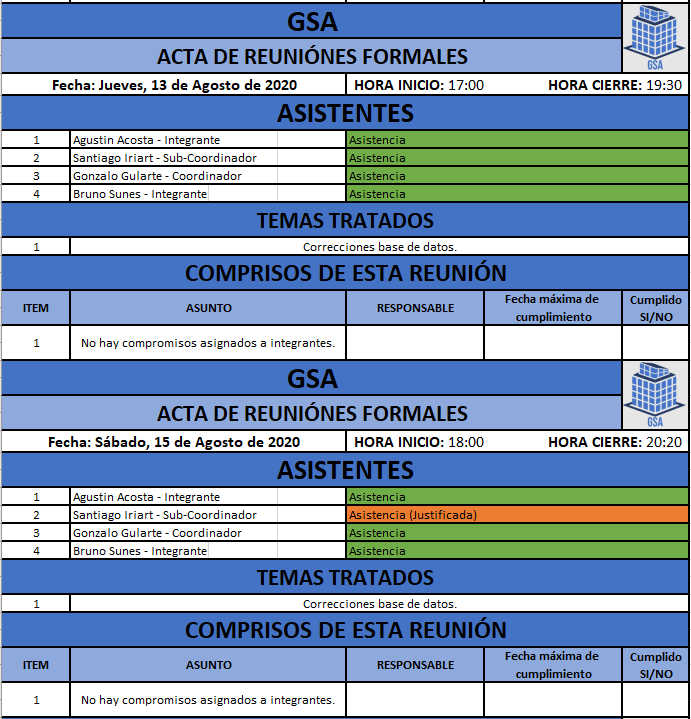 GSA
GSA
ACTA DE REUNIÓNES FORMALES
Fecha: Jueves, 13 de Agosto de 2020 HORA INICIO: 17:00 HORA CIERRE: 19:30
ASISTENTES
1 Agustin Acosta - Integrante Asistencia
2 Santiago Iriart - Sub-Coordinador Asistencia
3 Gonzalo Gularte - Coordinador Asistencia
4 Bruno Sunes - Integrante Asistencia
TEMAS TRATADOS
1 Correcciones base de datos.
COMPRISOS DE ESTA REUNIÓN
ITEM ASUNTO RESPONSABLE Fecha máxima de cumplimiento Cumplido SI/NO
1 No hay compromisos asignados a integrantes.
GSA
GSA
ACTA DE REUNIÓNES FORMALES
Fecha: Sábado, 15 de Agosto de 2020 HORA INICIO: 18:00 HORA CIERRE: 20:20
ASISTENTES
1 Agustin Acosta - Integrante Asistencia
2 Santiago Iriart - Sub-Coordinador Asistencia (Justificada)
3 Gonzalo Gularte - Coordinador Asistencia
4 Bruno Sunes - Integrante Asistencia
TEMAS TRATADOS
1 Correcciones base de datos.
COMPRISOS DE ESTA REUNIÓN
ITEM ASUNTO RESPONSABLE Fecha máxima de cumplimiento Cumplido SI/NO
1 No hay compromisos asignados a integrantes.